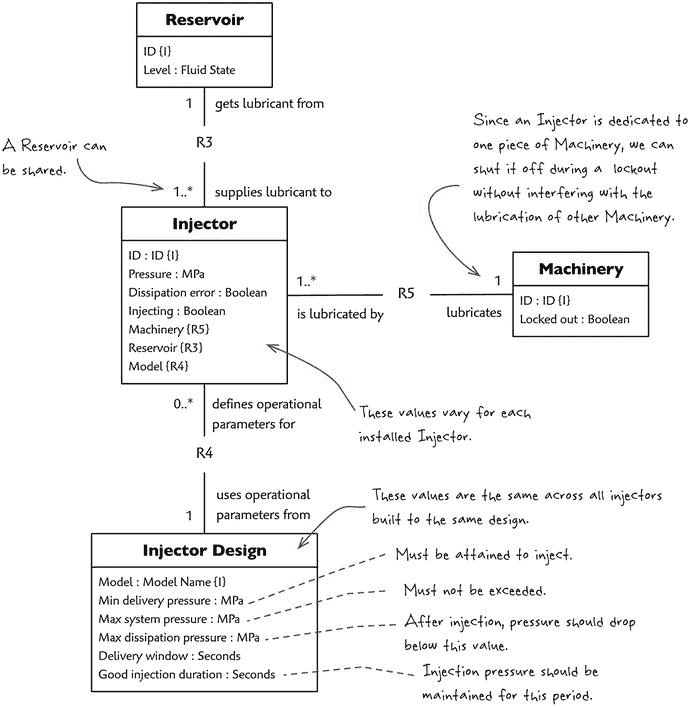 Reservoir
ID {I}
Level : Fluid State
1
gets lubricant from
R3
A Reservoir can
be shared.
1..*
supplies lubricant to
Since an Injector is dedicated to
one piece of Machinery, we can
shut it off during a lockout
without interfering with the
lubrication of other Machinery.
Injector
ID : ID {I}
Pressure : MPa
Dissipation error : Boolean
Injecting : Boolean
Machinery {R5}
Reservoir {R3}
Model {R4}
1..*
is lubricated by
R5
1
lubricates
Machinery
ID : ID {I}
Locked out : Boolean
0..*
defines operational
parameters for
These values vary for each
installed Injector.
R4
uses operational
1
parameters from
These values are the same across all injectors
built to the same design.
Injector Design
Model : Model Name {I}
Min delivery pressure : MPa
Max system pressure : MPa
Max dissipation pressure : MPa
Delivery window : Seconds
Good injection duration : Seconds
Must be attained to inject.
Must not be exceeded.
After injection, pressure should drop
below this value.
Injection pressure should be
maintained for this period.